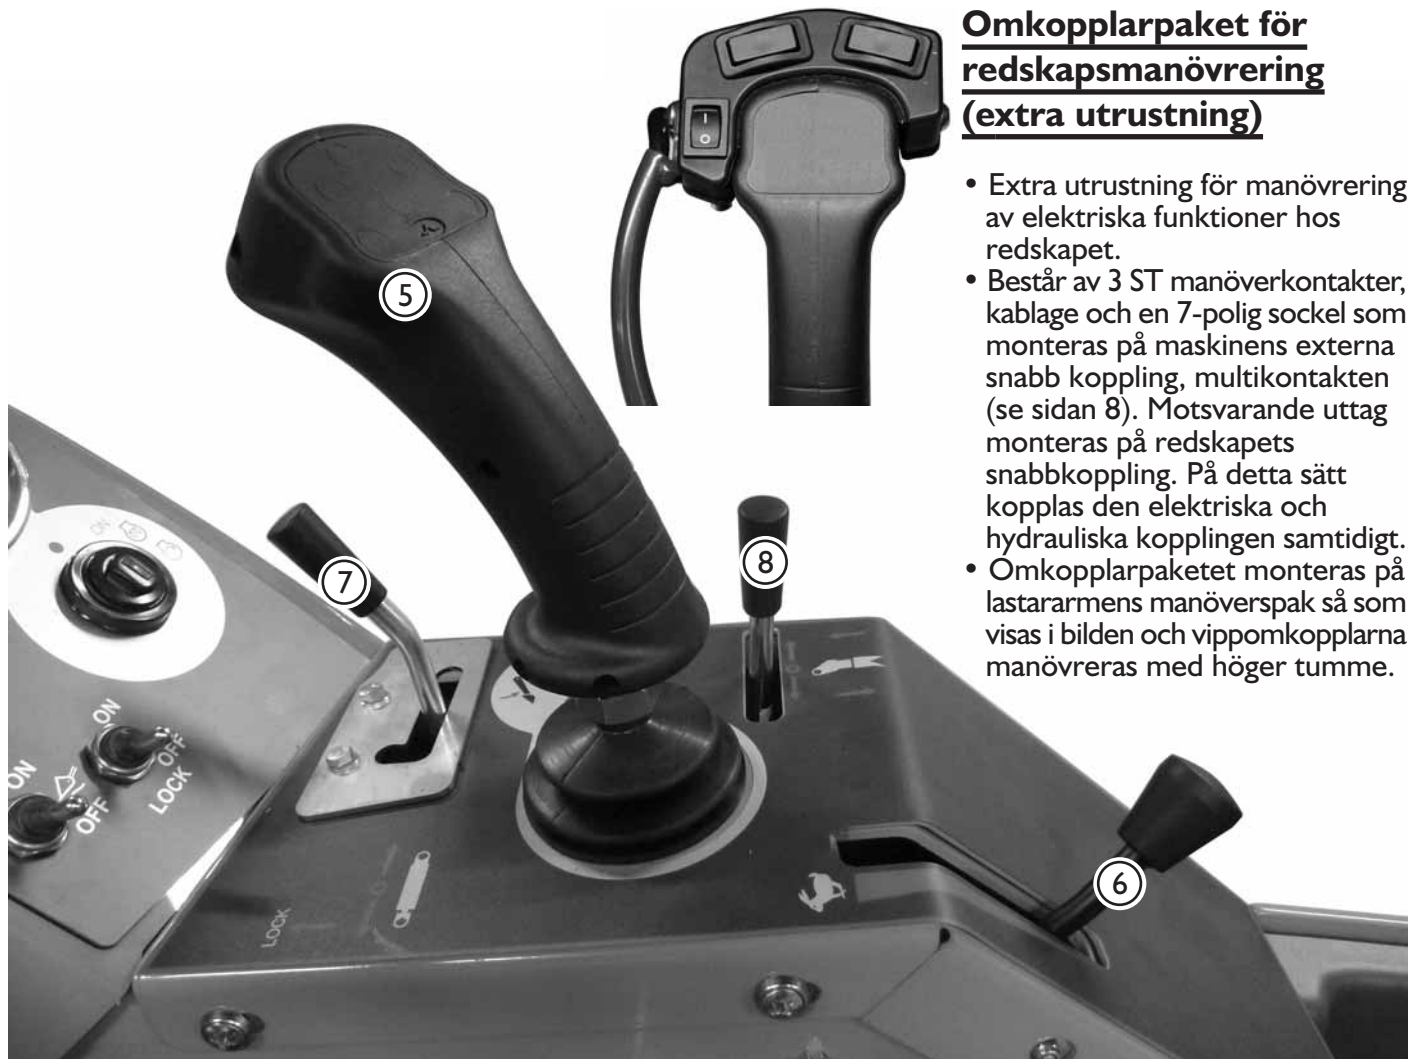 Omkopplarpaket för
redskapsmanövrering
(extra utrustning)
• Extra utrustning för manövrering
av elektriska funktioner hos
redskapet.
• Består av 3 ST manöverkontakter,
kablage och en 7-polig sockel som
monteras på maskinens externa
snabb koppling, multikontakten
(se sidan 8). Motsvarande uttag
monteras på redskapets
snabbkoppling. På detta sätt
kopplas den elektriska och
hydrauliska kopplingen samtidigt.
• Omkopplarpaketet monteras på
lastararmens manöverspak så som
visas i bilden och vippomkopplarna
manövreras med höger tumme.
I
O
5
7
8
6
ON
ON
OFF
LOCK
ON
OFF
LOCK